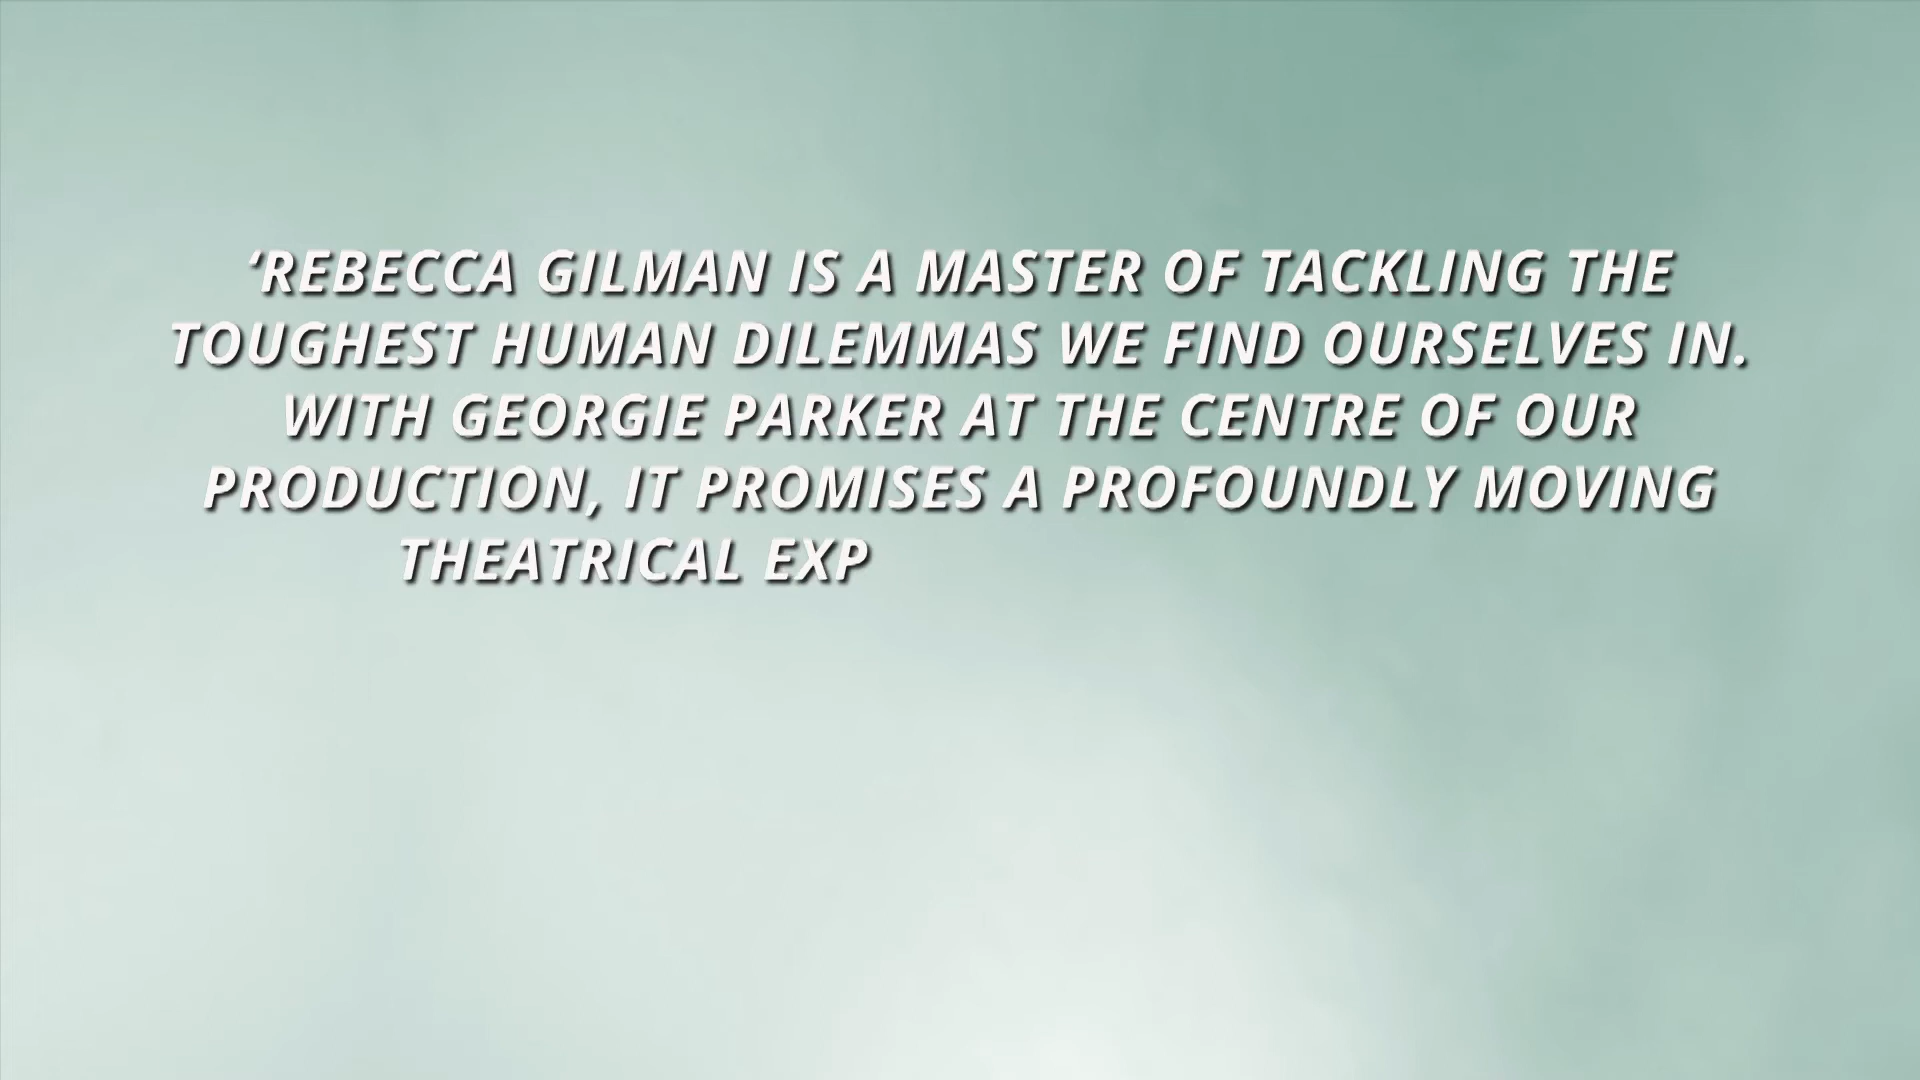 ‘REBECCA GILMAN IS A MASTER OF TACKLING THE
TOUGHEST HUMAN DILEMMAS WE FIND OURSELVES IN.
WITH GEORGIE PARKER AT THE CENTRE OF OUR
PRODUCTION, IT PROMISES A PROFOUNDLY MOVING
THEATRICAL EXP